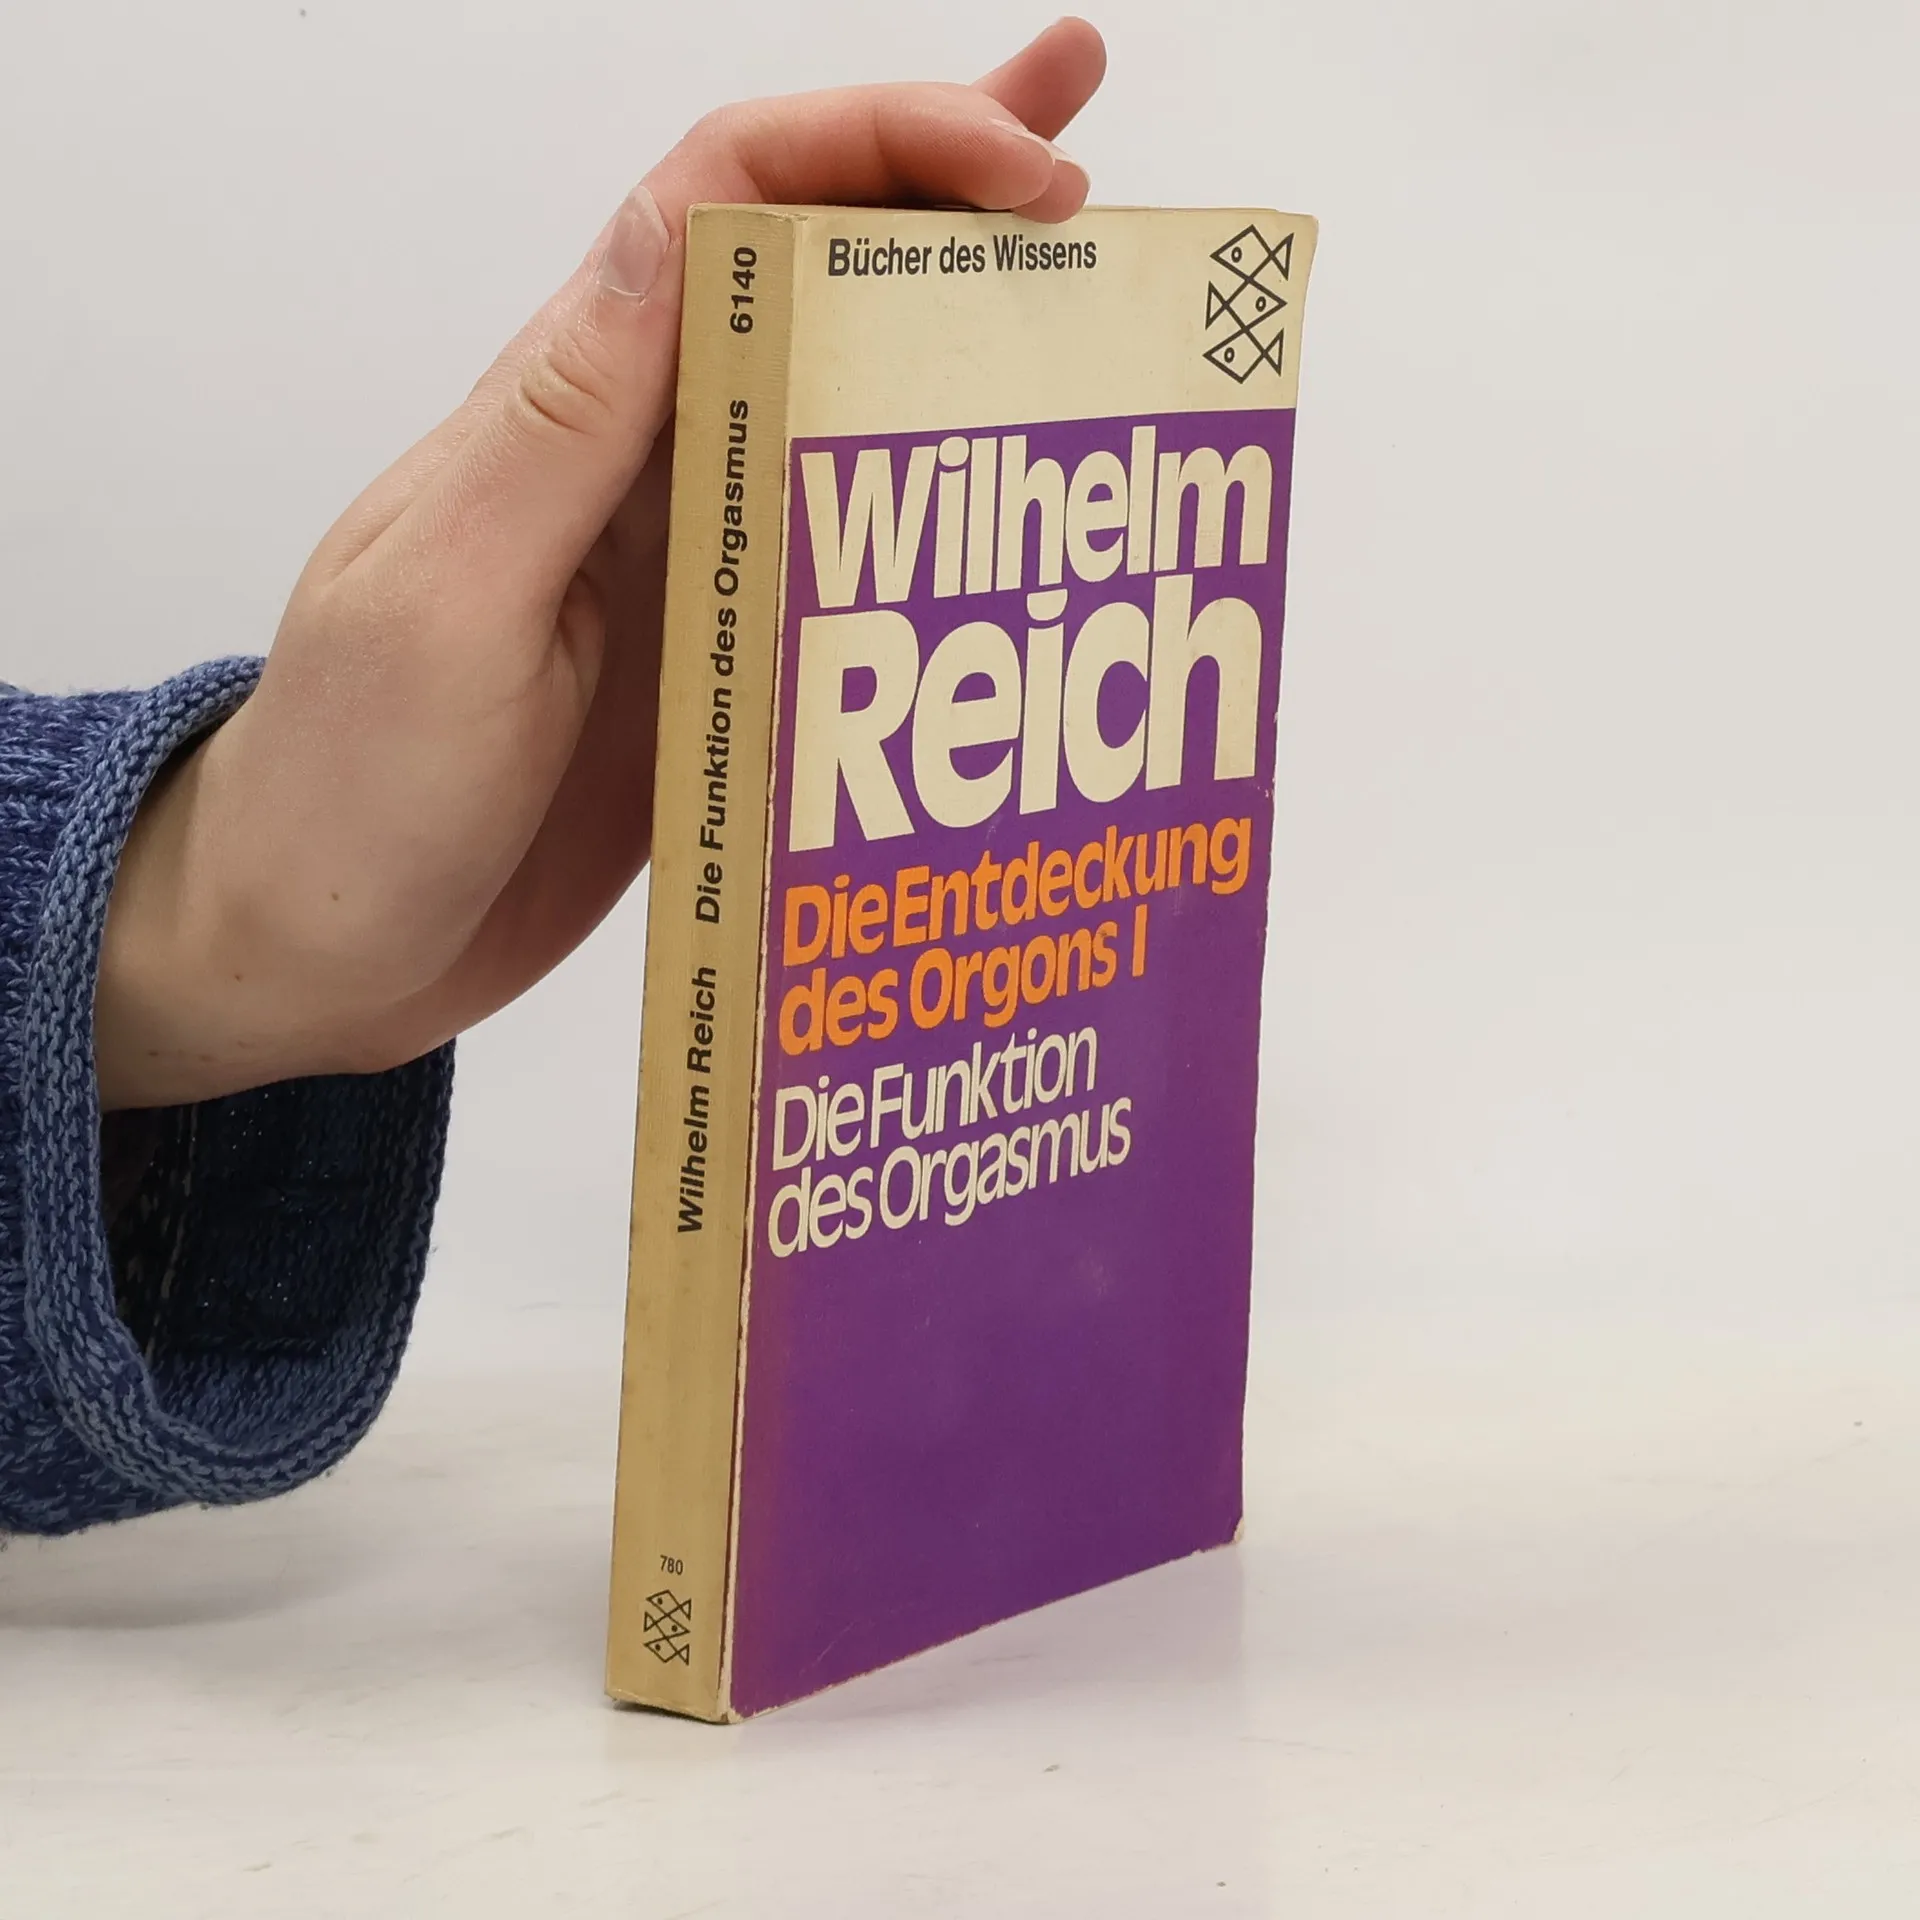 Bücher des Wissens
Wilhelm
Reich
Die Entdeckung
des Orgons I
Die Funktion
des Orgasmus
Wilhelm Reich Die Funktion des Orgasmus 6140
780